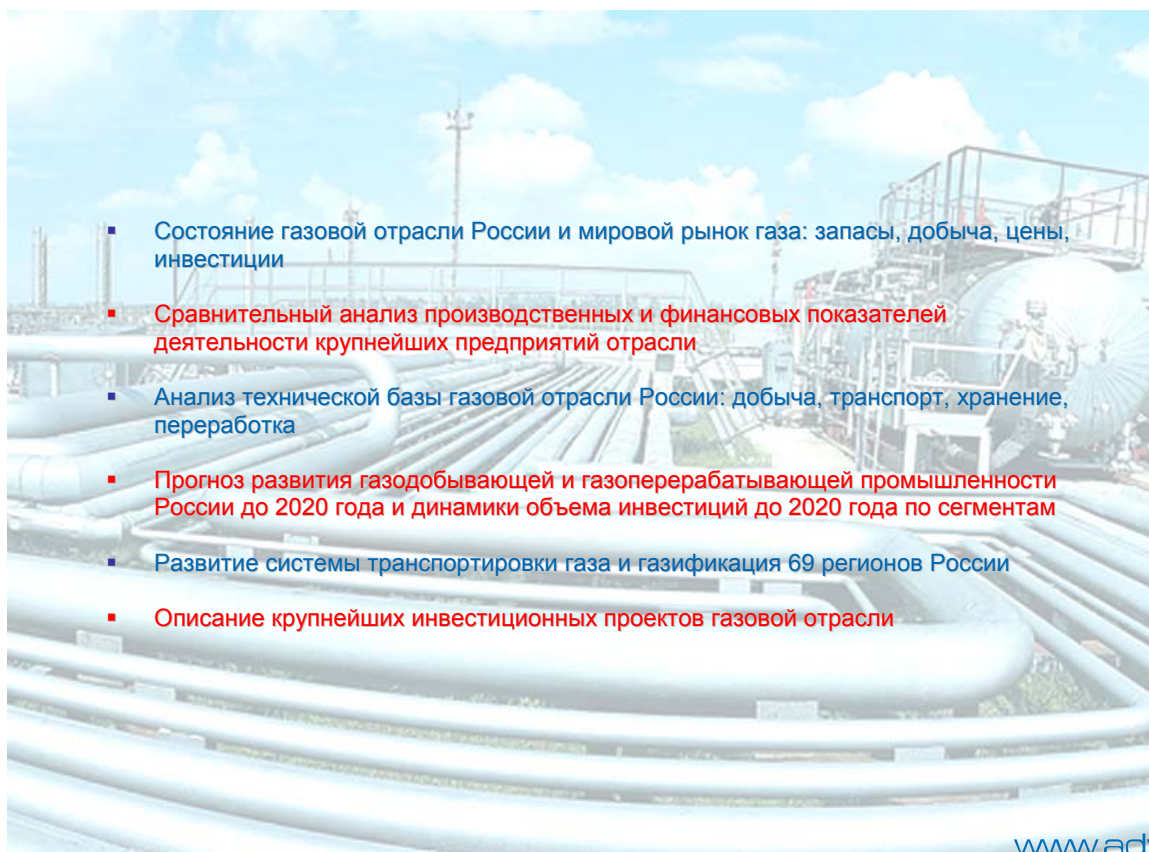 ▪ Состояние газовой отрасли России и мировой рынок газа: запасы, добыча, цены,
инвестиции
▪ Сравнительный анализ производственных и финансовых показателей
деятельности крупнейших предприятий отрасли
▪ Анализ технической базы газовой отрасли России: добыча, транспорт, хранение,
переработка
▪ Прогноз развития газодобывающей и газоперерабатывающей промышленности
России до 2020 года и динамики объема инвестиций до 2020 года по сегментам
▪ Развитие системы транспортировки газа и газификация 69 регионов России
▪ Описание крупнейших инвестиционных проектов газовой отрасли